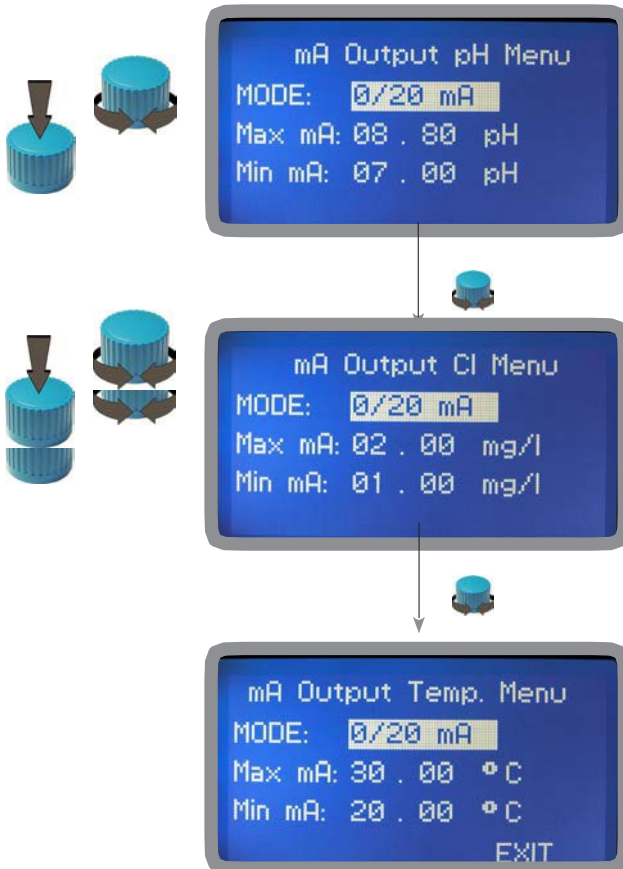 mA Output pH Menu
MODE: 0/20 mA
Max mA: 08 . 80 pH
Min mA: 07 . 00 pH
mA Output Cl Menu
MODE: 0/20 mA
Max mA: 02 . 00 mg/l
Min mA: 01 . 00 mg/l
mA Output Temp. Menu
MODE: 0/20 mA
Max mA: 30 . 00 °C
Min mA: 20 . 00 °C
EXIT